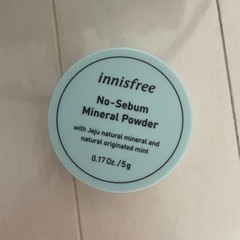 innisfree
No-Sebum
Mineral Powder
with Jeju natural mineral and
natural originated mint
0.17 Oz./5g